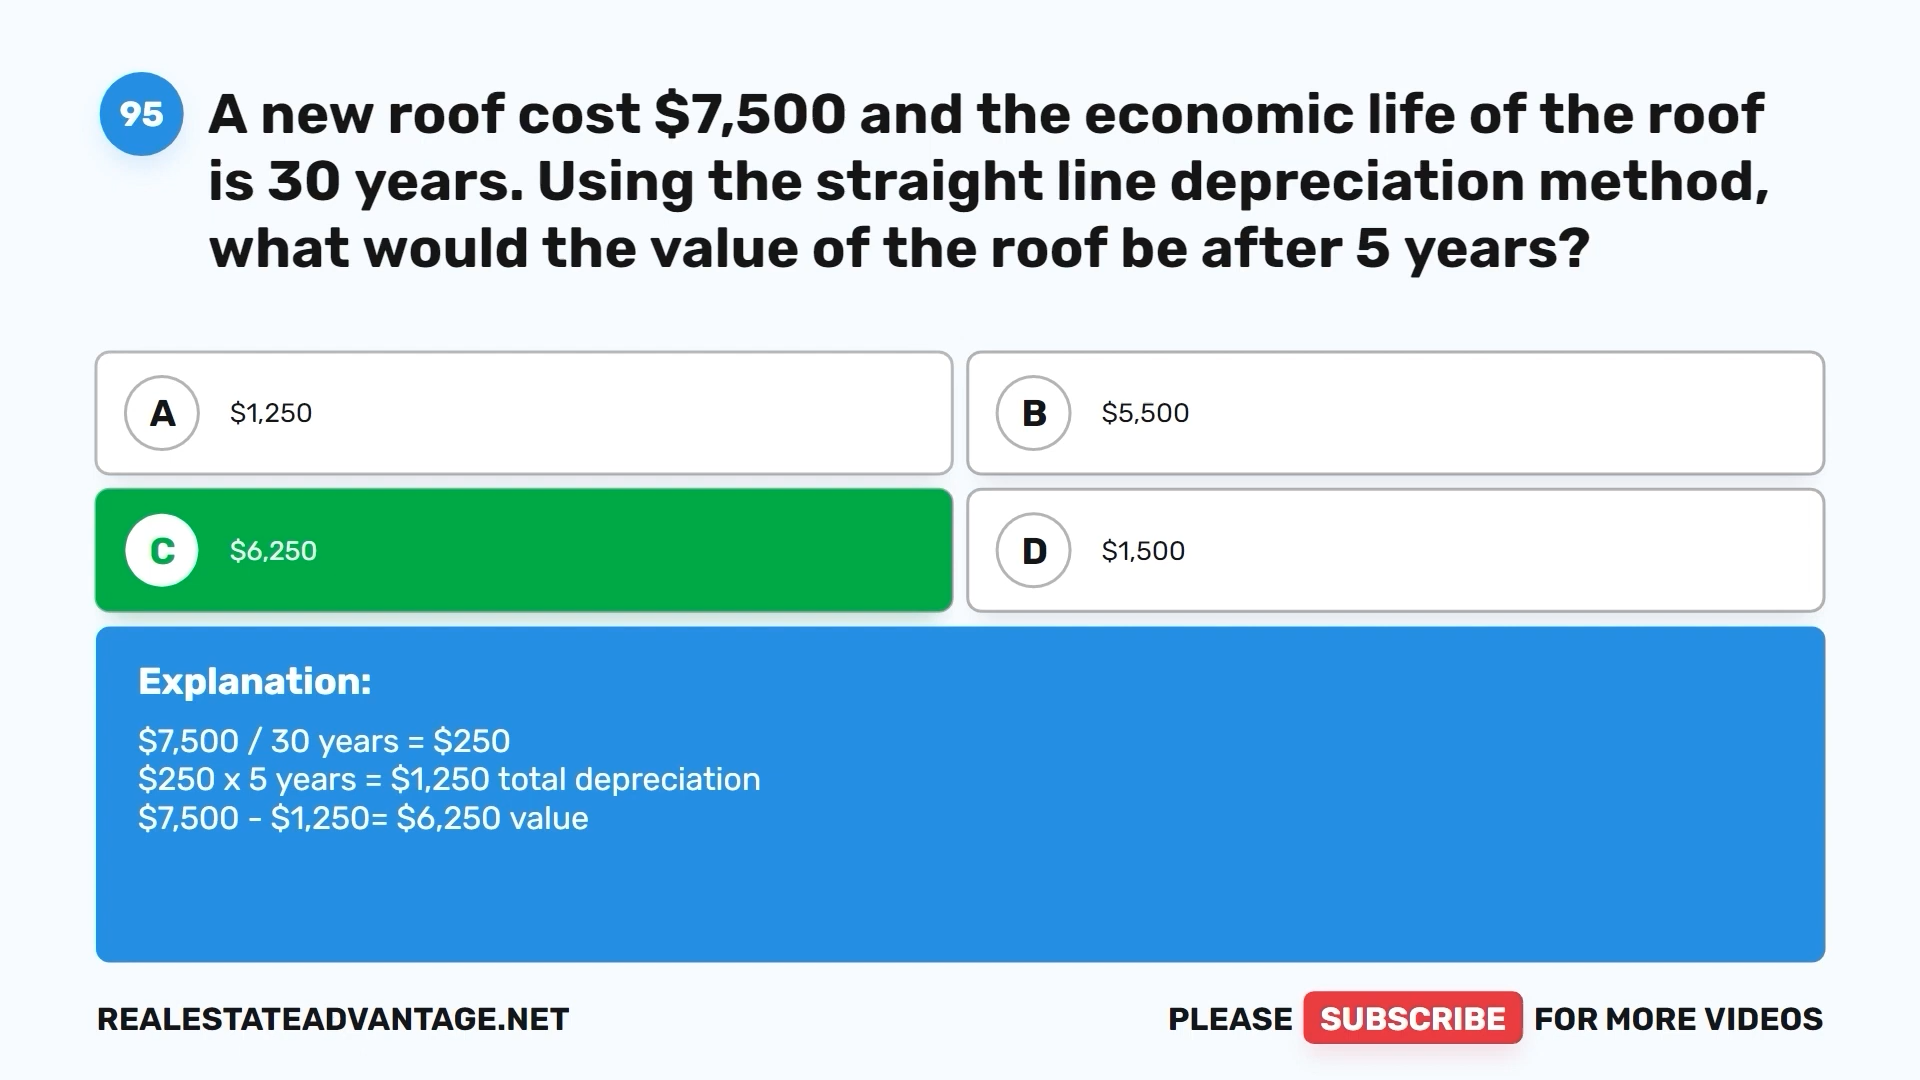 95
A new roof cost $7,500 and the economic life of the roof
is 30 years. Using the straight line depreciation method,
what would the value of the roof be after 5 years?
A $1,250
B $5,500
C $6,250
D $1,500
Explanation:
$7,500 / 30 years = $250
$250 x 5 years = $1,250 total depreciation
$7,500 - $1,250= $6,250 value
REALESTATEADVANTAGE.NET
PLEASE SUBSCRIBE FOR MORE VIDEOS